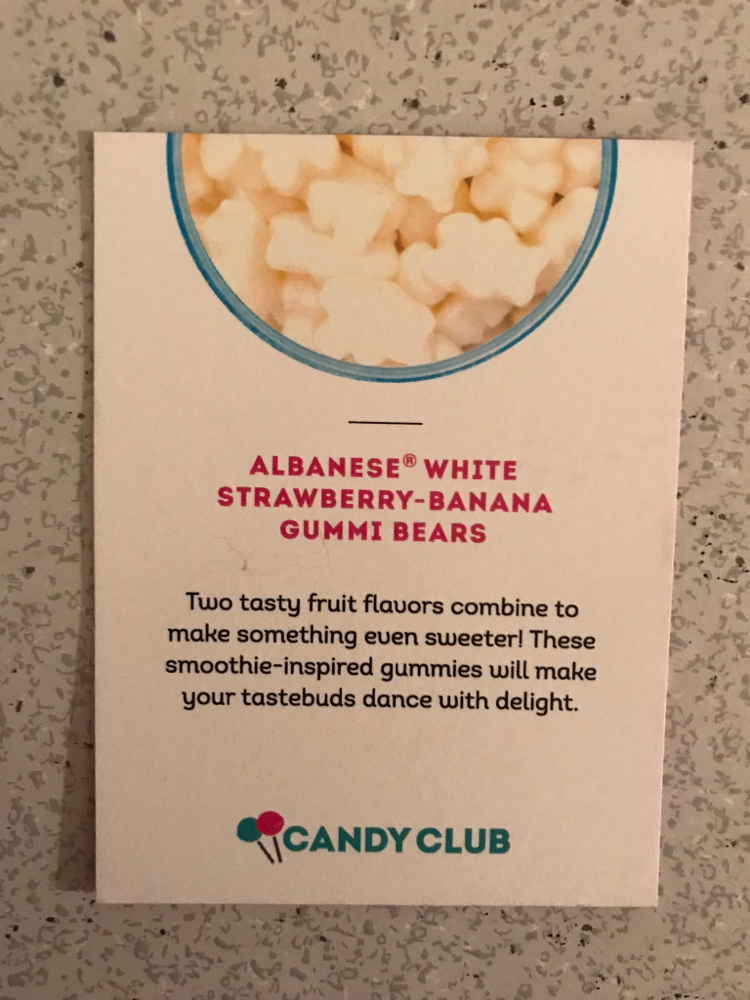 ALBANESE® WHITE
STRAWBERRY-BANANA
GUMMI BEARS
Two tasty fruit flavors combine to
make something even sweeter! These
smoothie-inspired gummies will make
your tastebuds dance with delight.
CANDY CLUB